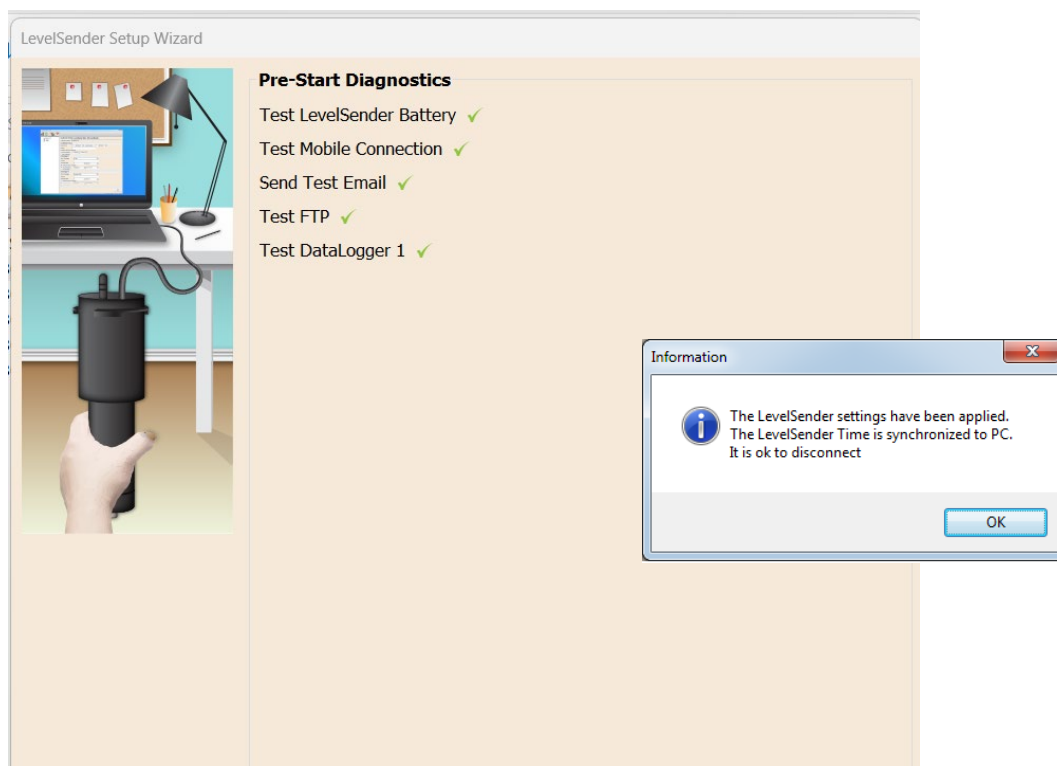 LevelSender Setup Wizard
Pre-Start Diagnostics
Test LevelSender Battery
Test Mobile Connection
Send Test Email
Test FTP
Test DataLogger 1
Information
The LevelSender settings have been applied.
The LevelSender Time is synchronized to PC.
It is ok to disconnect
OK